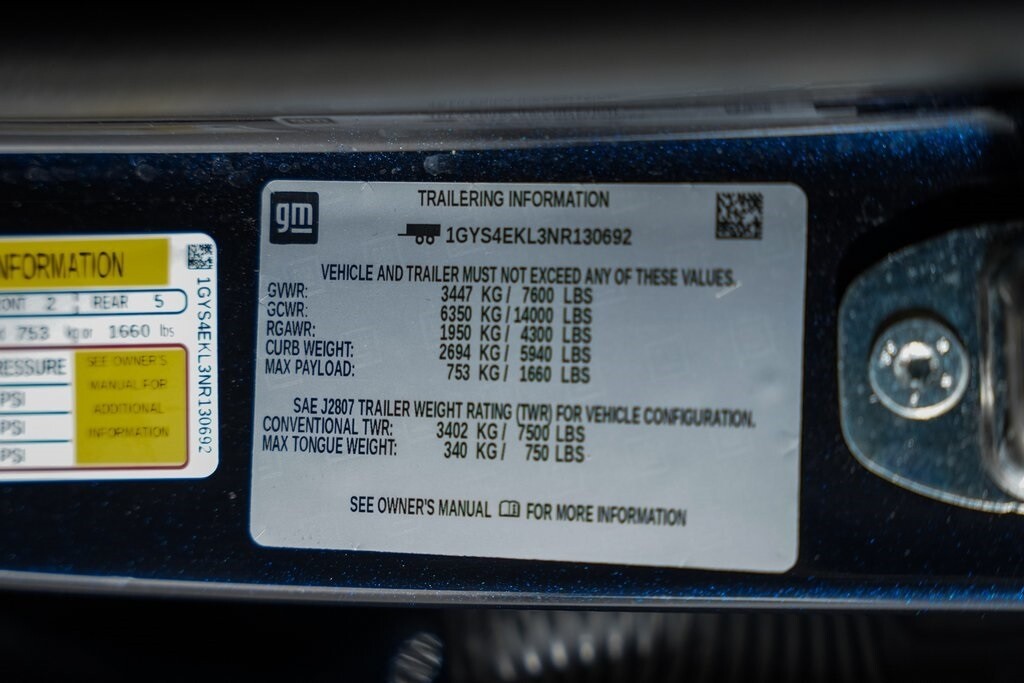 NFORMATION
ONT 2 REAR 5
753 kg or 1660 lbs
ESSURE
PSI
PSI
PSI
SEE OWNER'S
MANUAL FOR
ADDITIONAL
INFORMATION
1GYS4EKL3NR130692
gm
TRAILERING INFORMATION
1GYS4EKL3NR130692
VEHICLE AND TRAILER MUST NOT EXCEED ANY OF THESE VALUES.
GVWR: 3447 KG / 7600 LBS
GCWR: 6350 KG / 14000 LBS
RGAWR: 1950 KG / 4300 LBS
CURB WEIGHT: 2694 KG / 5940 LBS
MAX PAYLOAD: 753 KG / 1660 LBS
SAE J2807 TRAILER WEIGHT RATING (TWR) FOR VEHICLE CONFIGURATION.
CONVENTIONAL TWR: 3402 KG / 7500 LBS
MAX TONGUE WEIGHT: 340 KG / 750 LBS
SEE OWNER'S MANUAL FOR MORE INFORMATION